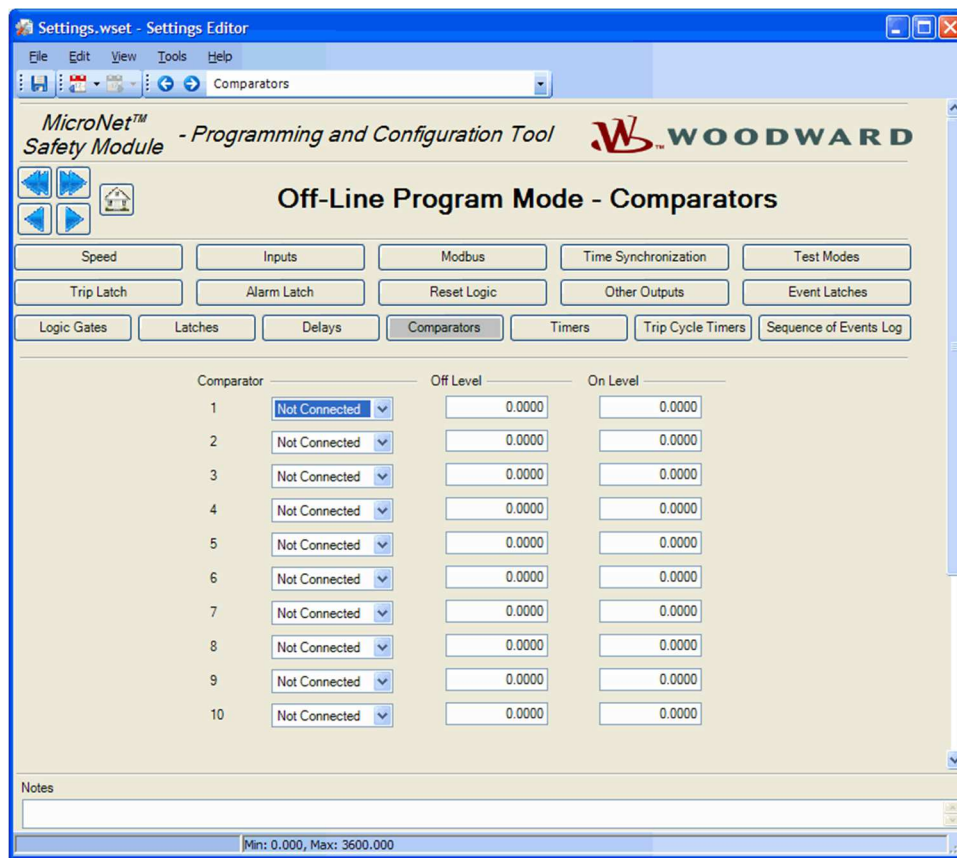 Settings.wset - Settings Editor
File Edit View Tools Help
Comparators
MicroNet™ Safety Module - Programming and Configuration Tool
WOODWARD
Off-Line Program Mode - Comparators
Speed Inputs Modbus Time Synchronization Test Modes
Trip Latch Alarm Latch Reset Logic Other Outputs Event Latches
Logic Gates Latches Delays Comparators Timers Trip Cycle Timers Sequence of Events Log
Comparator Off Level On Level
1 Not Connected 0.0000 0.0000
2 Not Connected 0.0000 0.0000
3 Not Connected 0.0000 0.0000
4 Not Connected 0.0000 0.0000
5 Not Connected 0.0000 0.0000
6 Not Connected 0.0000 0.0000
7 Not Connected 0.0000 0.0000
8 Not Connected 0.0000 0.0000
9 Not Connected 0.0000 0.0000
10 Not Connected 0.0000 0.0000
Notes
Min: 0.000, Max: 3600.000